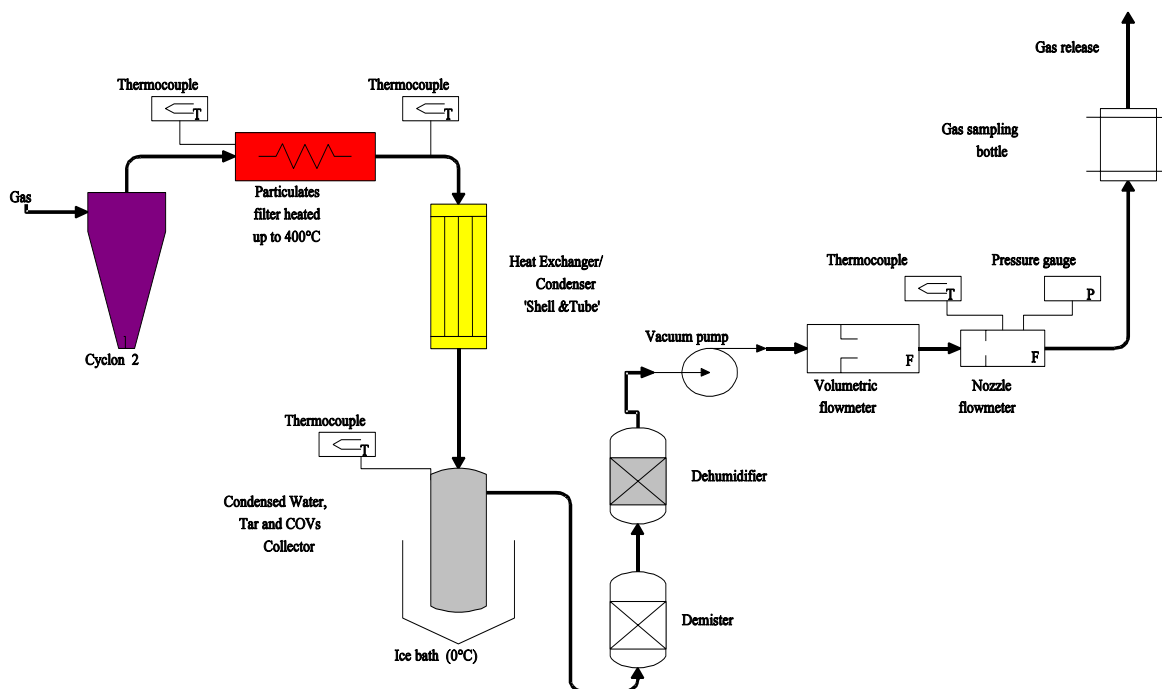 Gas release
Thermocouple
T
Thermocouple
T
Gas sampling
bottle
Gas
Particulates
filter heated
up to 400°C
Heat Exchanger/
Condenser
'Shell &Tube'
Thermocouple
T
Pressure gauge
P
Cyclon 2
Vacuum pump
F
Volumetric
flowmeter
F
Nozzle
flowmeter
Thermocouple
T
Dehumidifier
Condensed Water,
Tar and COVs
Collector
Demister
Ice bath (0°C)